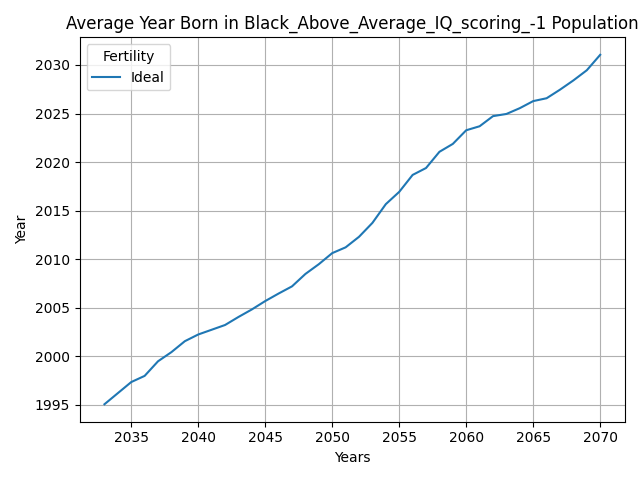 Average Year Born in Black_Above_Average_IQ_scoring_-1 Population
Fertility
Ideal
Year
2030
2025
2020
2015
2010
2005
2000
1995
2035 2040 2045 2050 2055 2060 2065 2070
Years